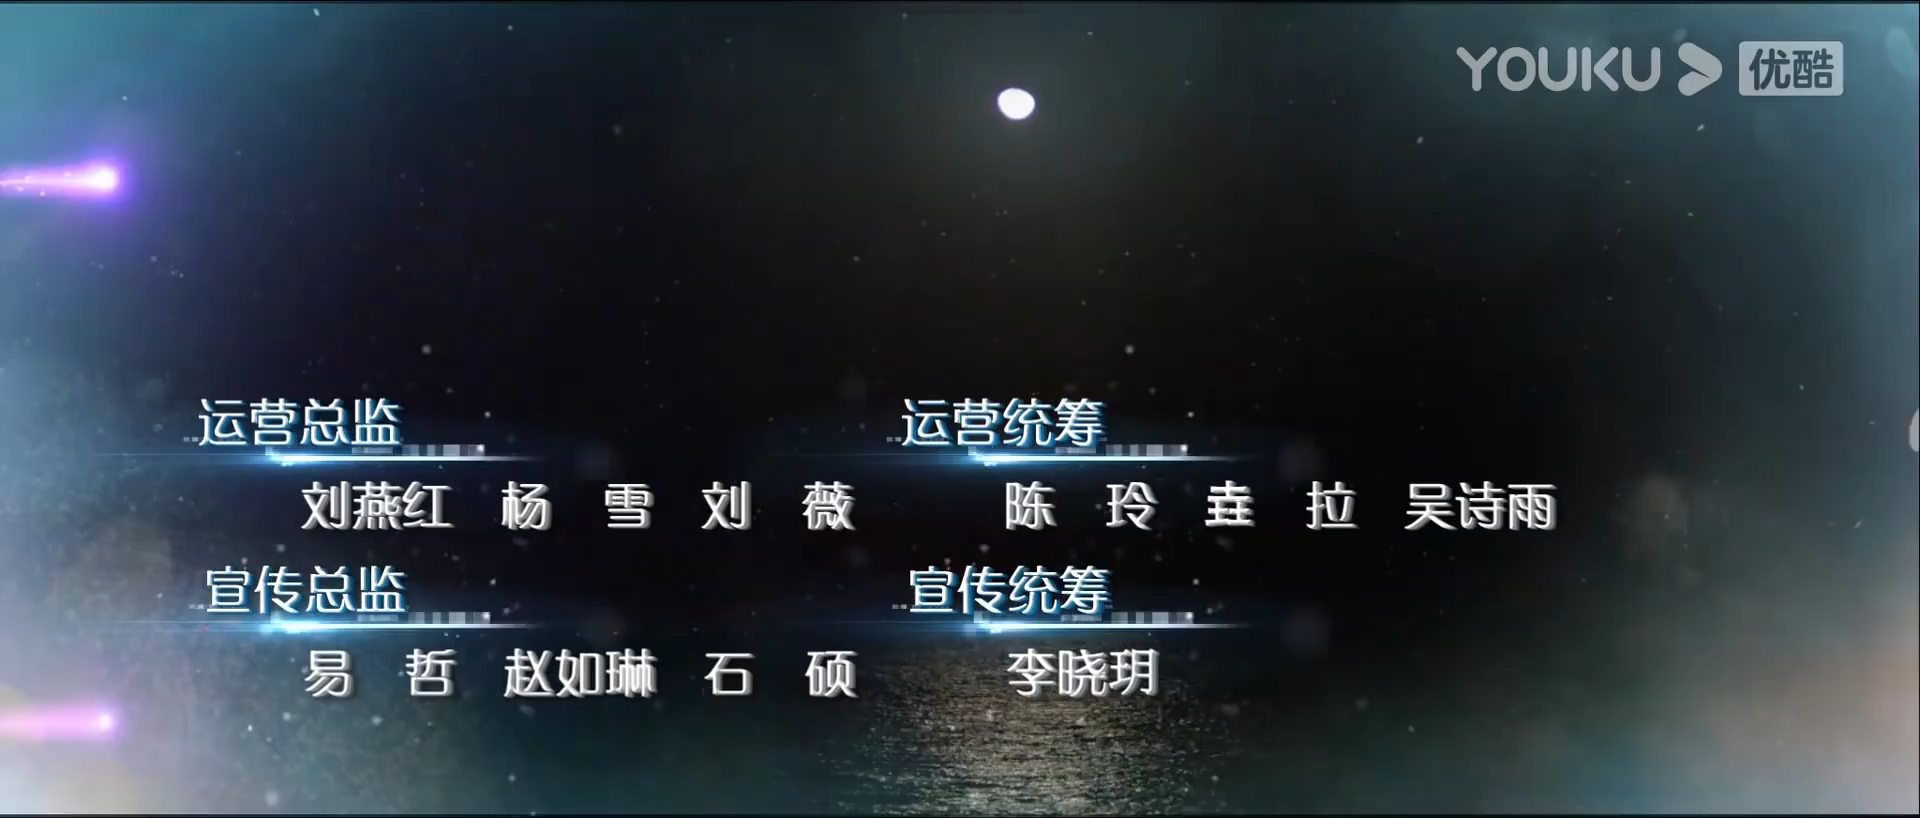 YOUKU 优酷
运营总监 运营统筹
刘燕红 杨 雪 刘 薇 陈 玲 垚 拉 吴诗雨
宣传总监 宣传统筹
易 哲 赵如琳 石 硕 李晓玥